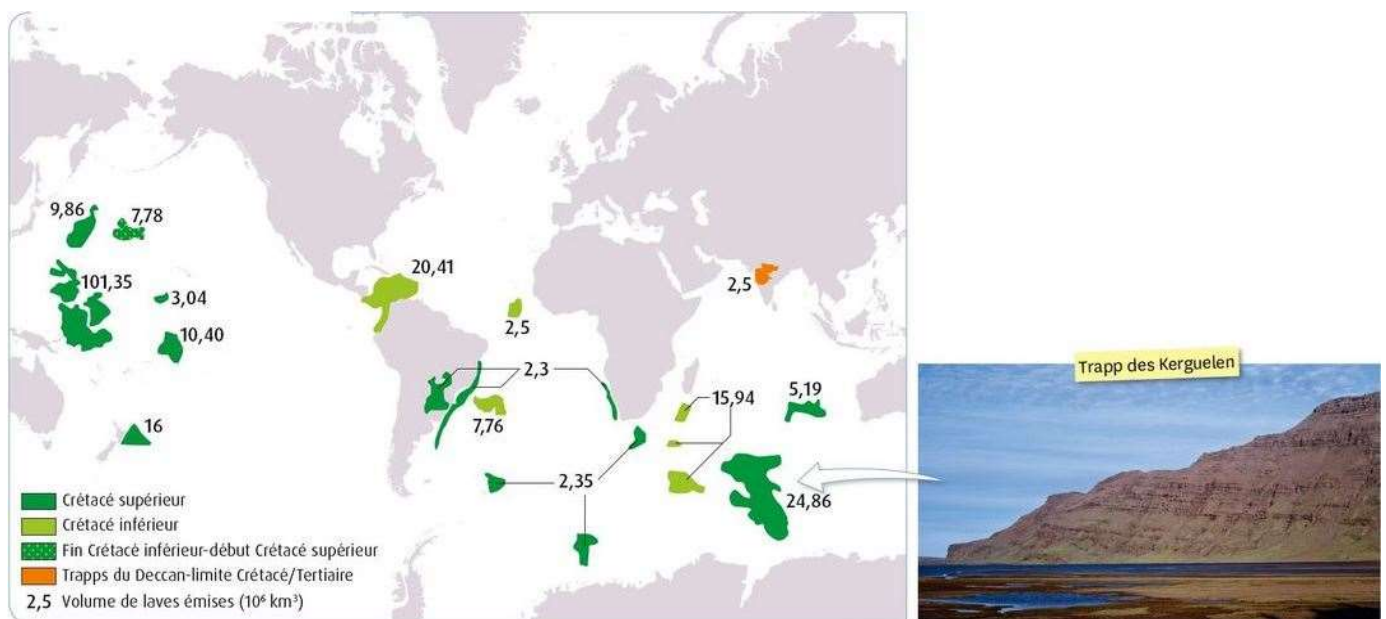 9,86
7,78
101,35
3,04
10,40
16
20,41
2,5
2,5
2,3
7,76
15,94
5,19
2,35
24,86
Trapp des Kerguelen
Crétacé supérieur
Crétacé inférieur
Fin Crétacé inférieur-début Crétacé supérieur
Trapps du Deccan-limite Crétacé/Tertiaire
2,5 Volume de laves émises (10⁶ km³)